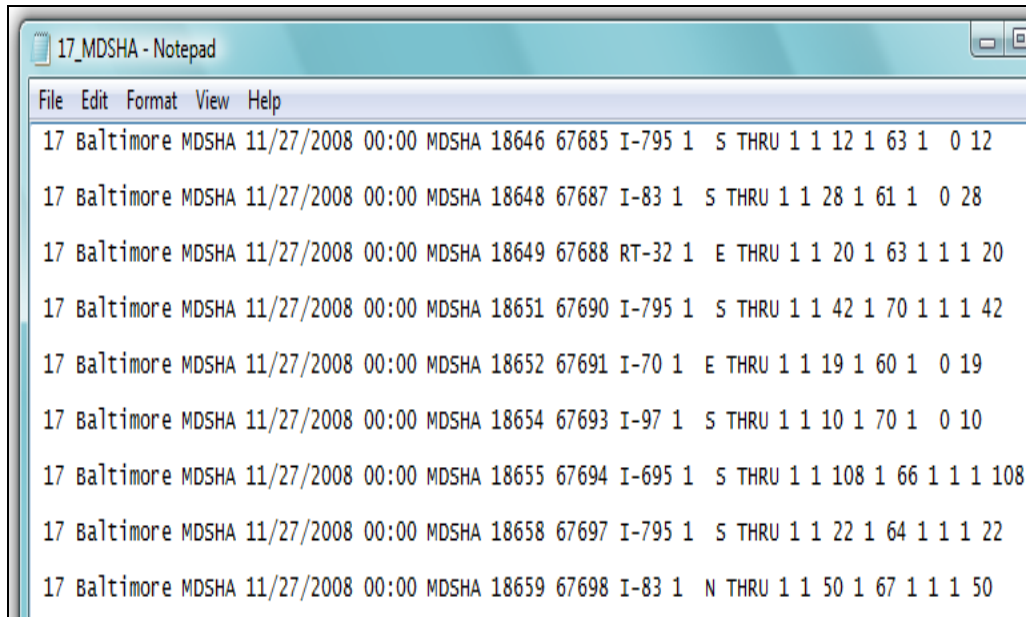 17_MDSHA - Notepad
File Edit Format View Help
17 Baltimore MDSHA 11/27/2008 00:00 MDSHA 18646 67685 I-795 1  S THRU 1 1 12 1 63 1  0 12
17 Baltimore MDSHA 11/27/2008 00:00 MDSHA 18648 67687 I-83 1  S THRU 1 1 28 1 61 1  0 28
17 Baltimore MDSHA 11/27/2008 00:00 MDSHA 18649 67688 RT-32 1  E THRU 1 1 20 1 63 1 1 1 20
17 Baltimore MDSHA 11/27/2008 00:00 MDSHA 18651 67690 I-795 1  S THRU 1 1 42 1 70 1 1 1 42
17 Baltimore MDSHA 11/27/2008 00:00 MDSHA 18652 67691 I-70 1  E THRU 1 1 19 1 60 1  0 19
17 Baltimore MDSHA 11/27/2008 00:00 MDSHA 18654 67693 I-97 1  S THRU 1 1 10 1 70 1  0 10
17 Baltimore MDSHA 11/27/2008 00:00 MDSHA 18655 67694 I-695 1  S THRU 1 1 108 1 66 1 1 1 108
17 Baltimore MDSHA 11/27/2008 00:00 MDSHA 18658 67697 I-795 1  S THRU 1 1 22 1 64 1 1 1 22
17 Baltimore MDSHA 11/27/2008 00:00 MDSHA 18659 67698 I-83 1  N THRU 1 1 50 1 67 1 1 1 50